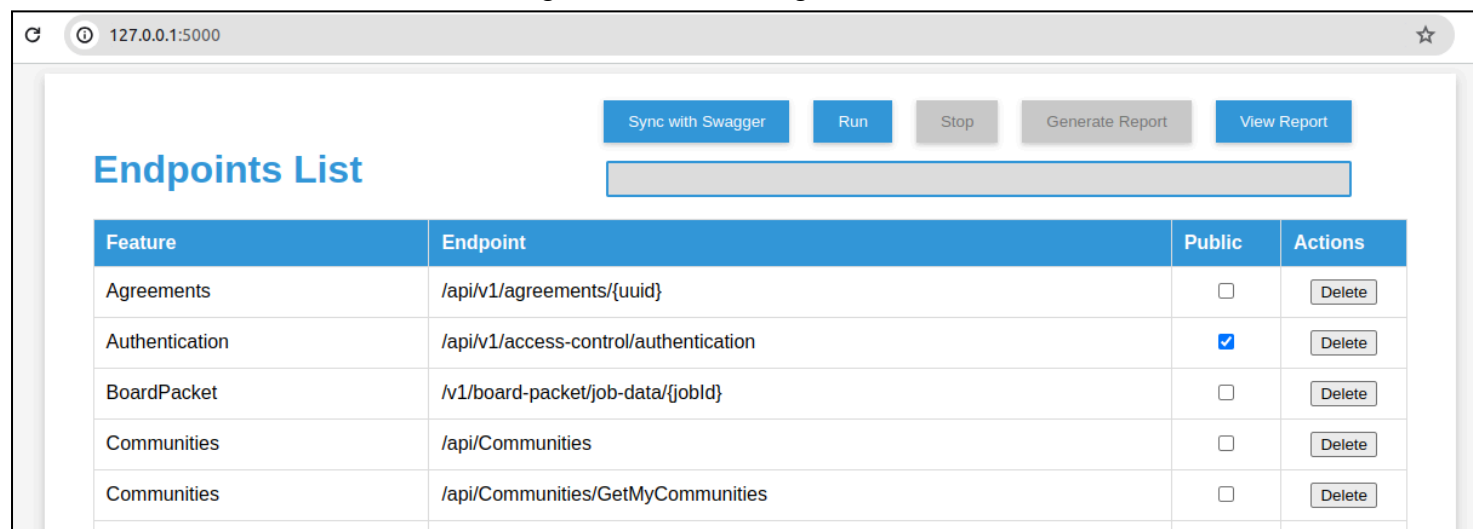 127.0.0.1:5000
Sync with Swagger Run Stop Generate Report View Report
Endpoints List
Feature Endpoint Public Actions
Agreements /api/v1/agreements/{uuid} Delete
Authentication /api/v1/access-control/authentication Delete
BoardPacket /v1/board-packet/job-data/{jobId} Delete
Communities /api/Communities Delete
Communities /api/Communities/GetMyCommunities Delete